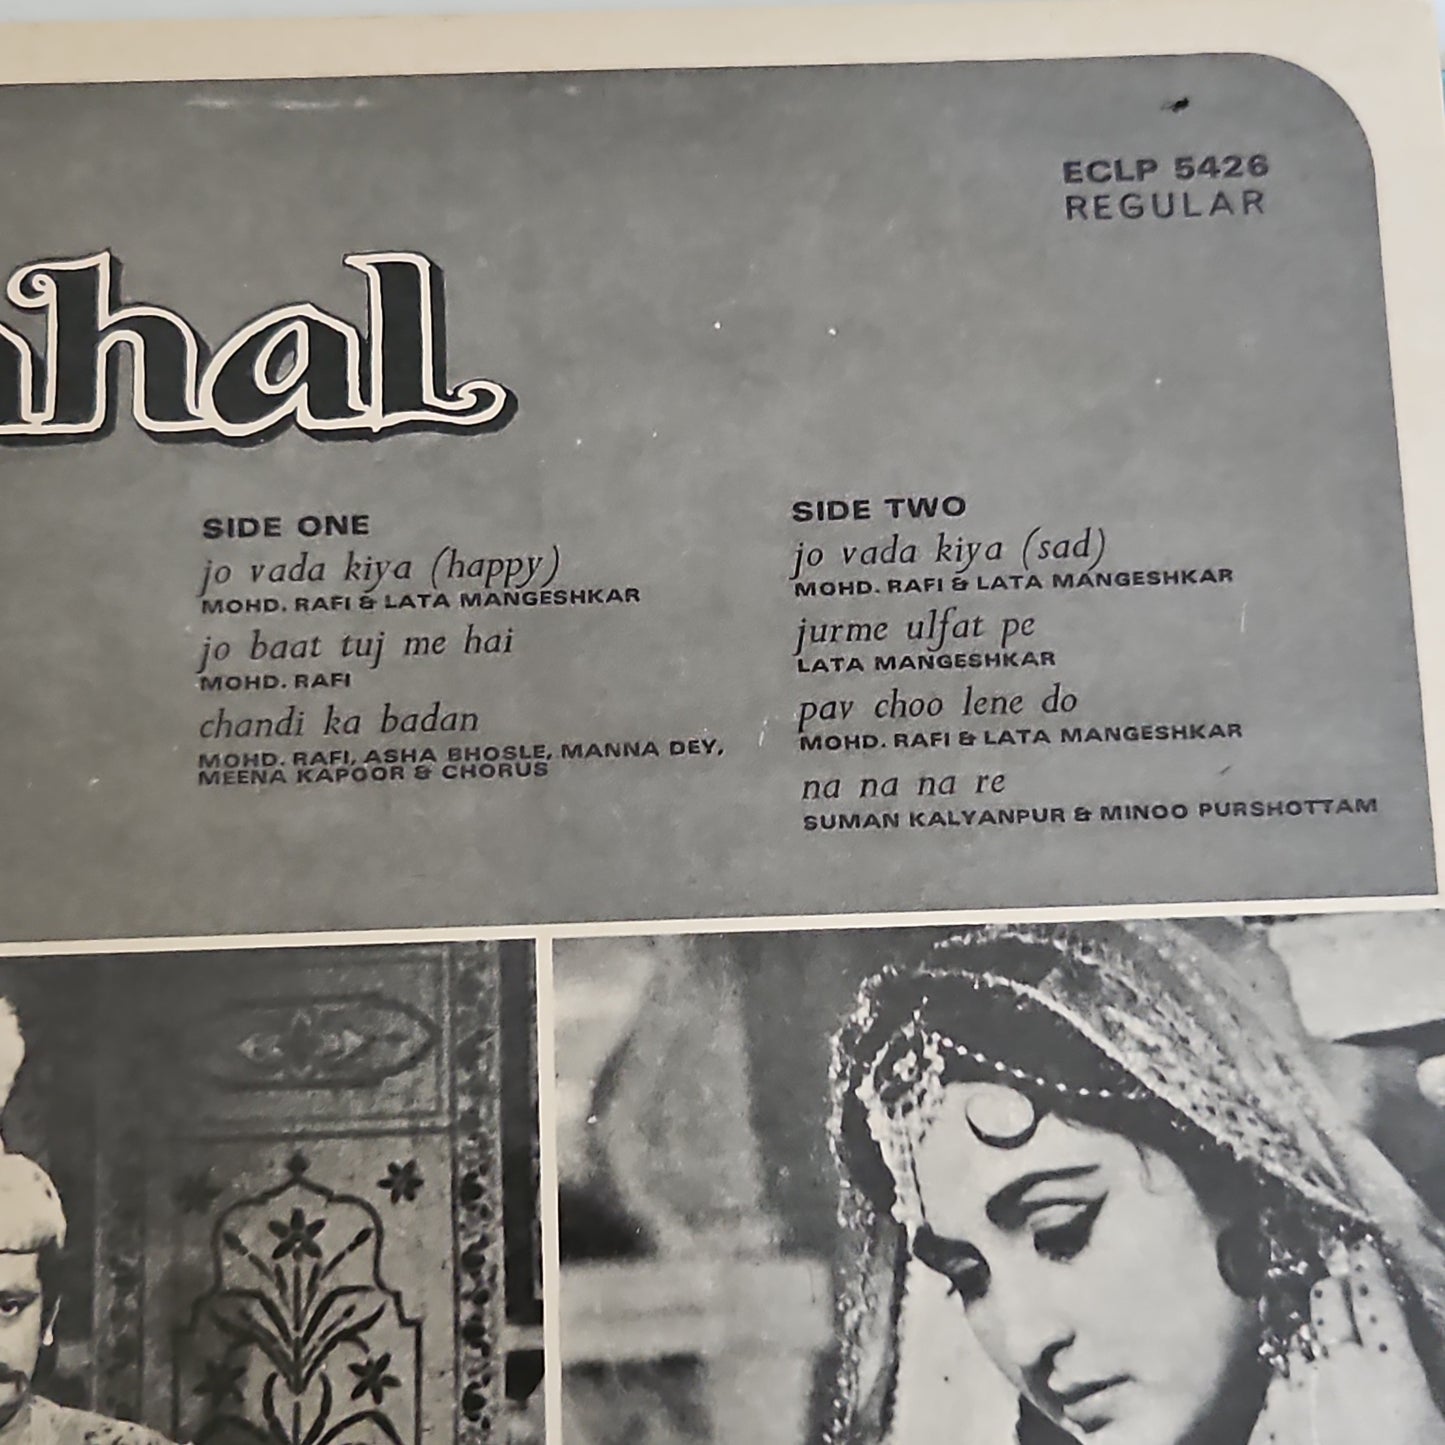 ECLP 5426
REGULAR
ahal
SIDE ONE
jo vada kiya (happy)
MOHD. RAFI & LATA MANGESHKAR
jo baat tuj me hai
MOHD. RAFI
chandi ka badan
MOHD. RAFI, ASHA BHOSLE, MANNA DEY,
MEENA KAPOOR & CHORUS
SIDE TWO
jo vada kiya (sad)
MOHD. RAFI & LATA MANGESHKAR
jurme ulfat pe
LATA MANGESHKAR
pav choo lene do
MOHD. RAFI & LATA MANGESHKAR
na na na re
SUMAN KALYANPUR & MINOO PURSHOTTAM